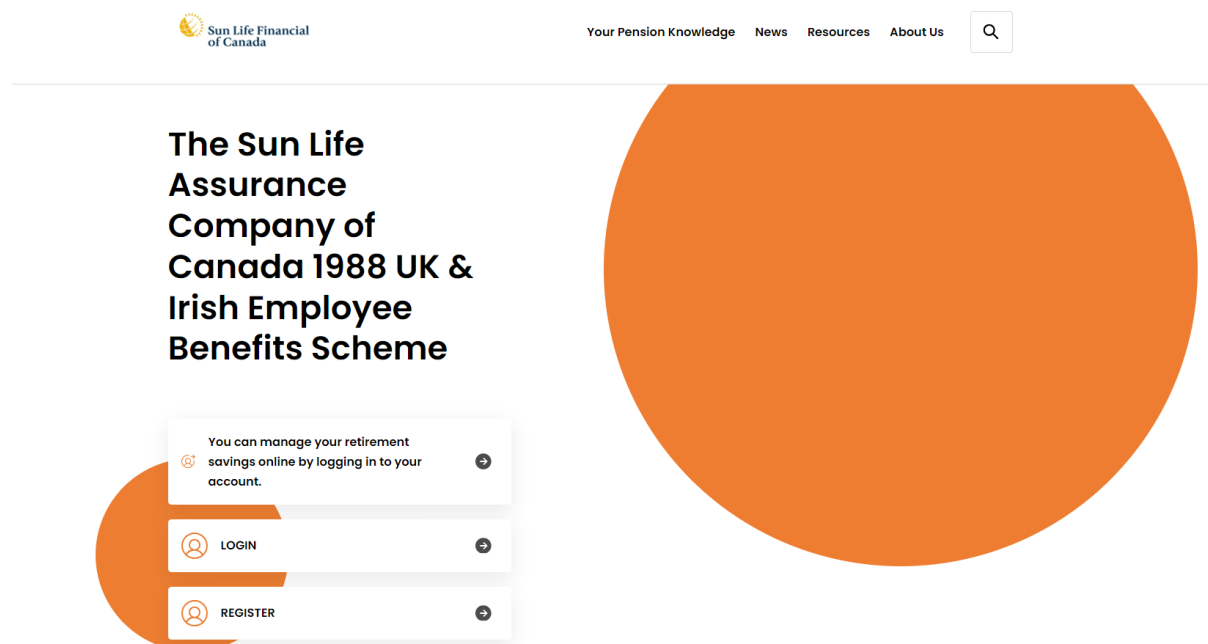 Sun Life Financial
of Canada
Your Pension Knowledge News Resources About Us
The Sun Life
Assurance
Company of
Canada 1988 UK &
Irish Employee
Benefits Scheme
You can manage your retirement
savings online by logging in to your
account.
LOGIN
REGISTER